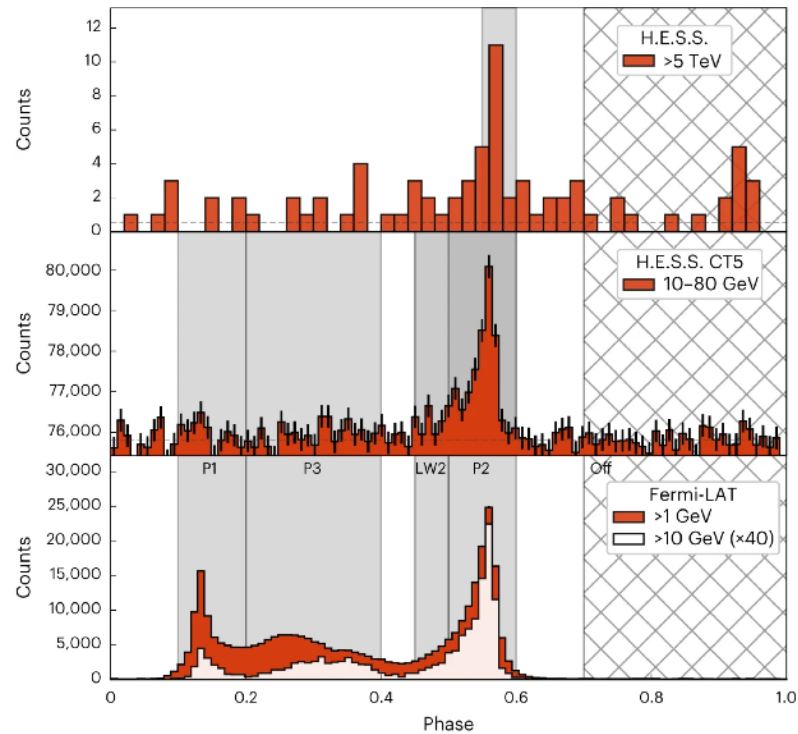 12
10
8
6
4
2
0
Counts
H.E.S.S.
>5 TeV
80,000
79,000
78,000
77,000
76,000
Counts
H.E.S.S. CT5
10–80 GeV
30,000
25,000
20,000
15,000
10,000
5,000
0
Counts
P1
P3
LW2
P2
Off
Fermi-LAT
>1 GeV
>10 GeV (×40)
0
0.2
0.4
0.6
0.8
1.0
Phase